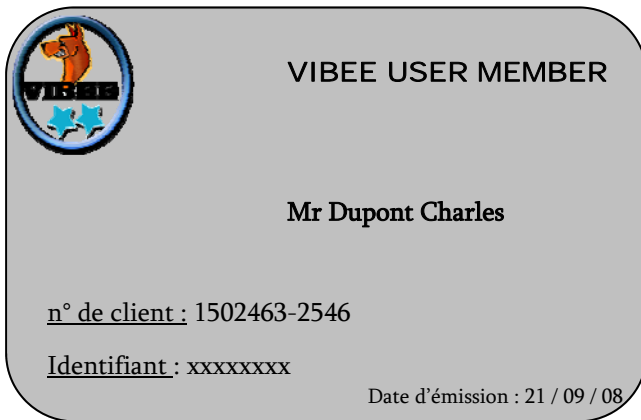 VIBEE
VIBEE USER MEMBER
Mr Dupont Charles
n° de client : 1502463-2546
Identifiant : xxxxxxxx
Date d'émission : 21 / 09 / 08